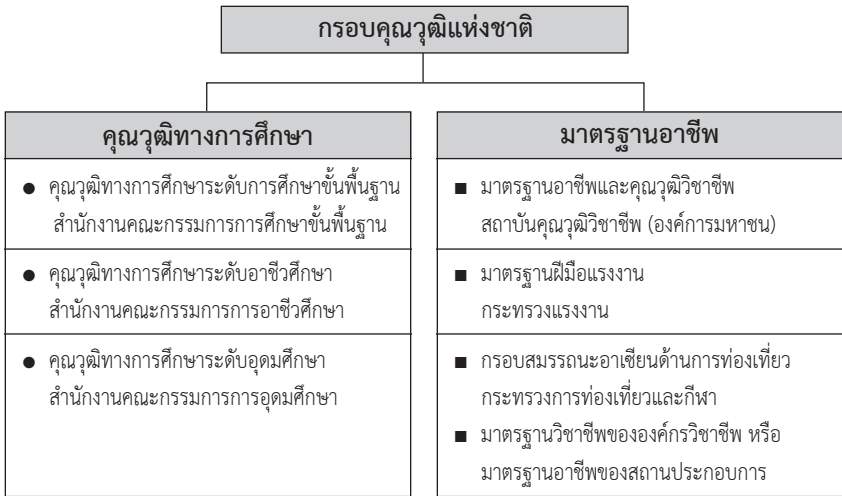 กรอบคุณวุฒิแห่งชาติ
คุณวุฒิทางการศึกษา
● คุณวุฒิทางการศึกษาระดับการศึกษาขั้นพื้นฐาน
สำนักงานคณะกรรมการการศึกษาขั้นพื้นฐาน
● คุณวุฒิทางการศึกษาระดับอาชีวศึกษา
สำนักงานคณะกรรมการการอาชีวศึกษา
● คุณวุฒิทางการศึกษาระดับอุดมศึกษา
สำนักงานคณะกรรมการการอุดมศึกษา
มาตรฐานอาชีพ
■ มาตรฐานอาชีพและคุณวุฒิวิชาชีพ
สถาบันคุณวุฒิวิชาชีพ (องค์การมหาชน)
■ มาตรฐานฝีมือแรงงาน
กระทรวงแรงงาน
■ กรอบสมรรถนะอาเซียนด้านการท่องเที่ยว
กระทรวงการท่องเที่ยวและกีฬา
■ มาตรฐานวิชาชีพขององค์กรวิชาชีพ หรือ
มาตรฐานอาชีพของสถานประกอบการ